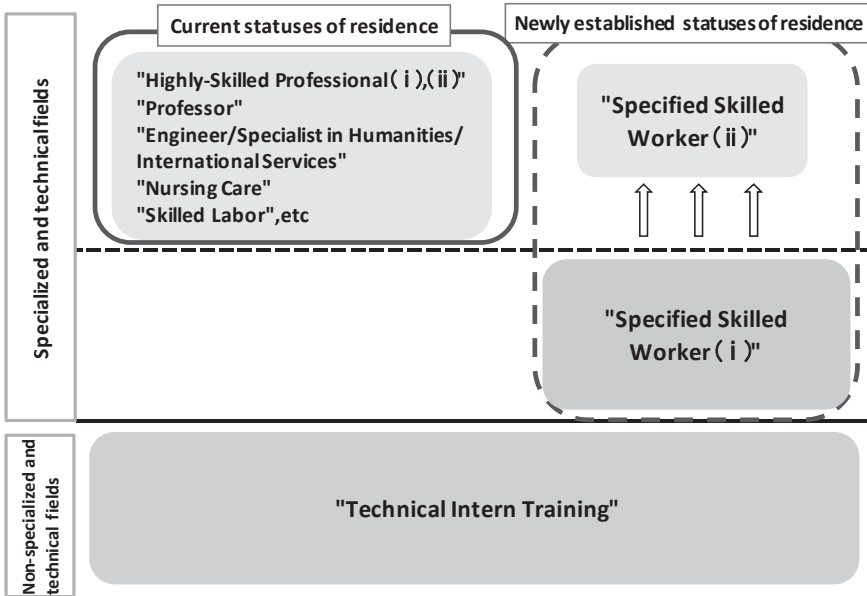 Current statuses of residence
Newly established statuses of residence
Specialized and technical fields
"Highly-Skilled Professional(ⅰ),(ⅱ)"
"Professor"
"Engineer/Specialist in Humanities/
International Services"
"Nursing Care"
"Skilled Labor",etc
"Specified Skilled
Worker(ⅱ)"
"Specified Skilled
Worker(ⅰ)"
Non-specialized and
technical fields
"Technical Intern Training"